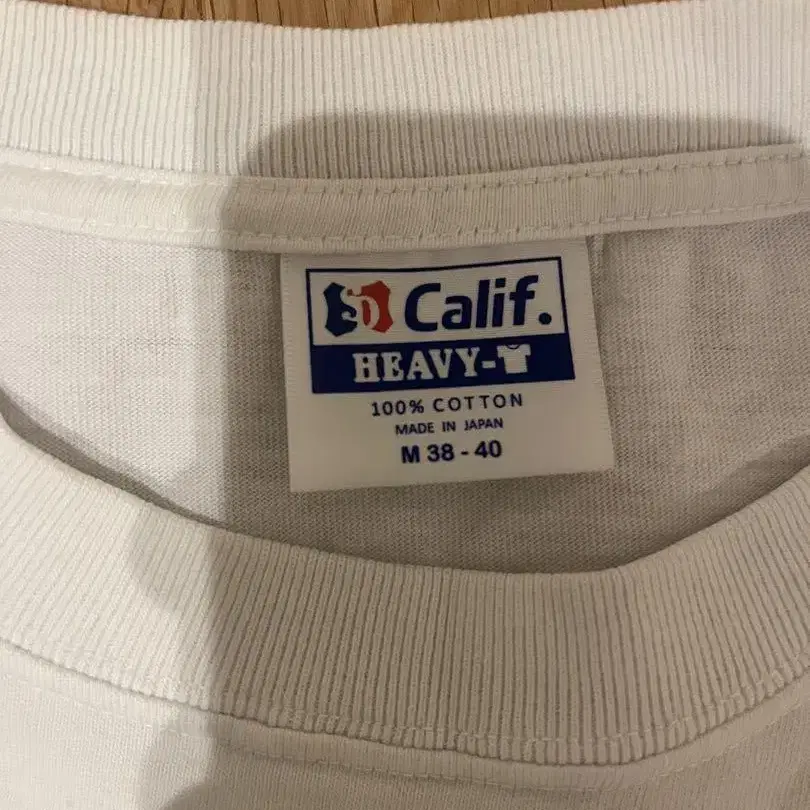 SD Calif.
HEAVY-
100% COTTON
MADE IN JAPAN
M 38 - 40